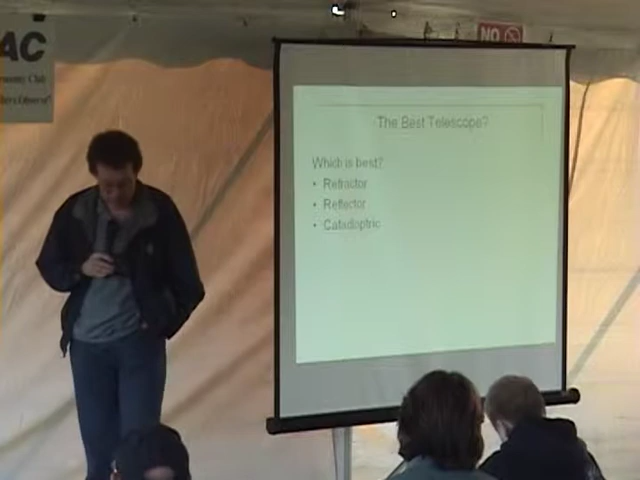 AC
NO
The Best Telescope?
Which is best?
• Refractor
• Reflector
• Catadioptric